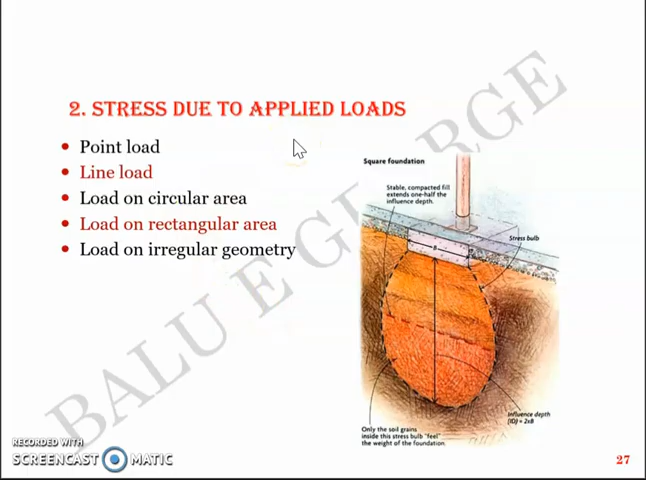 2. STRESS DUE TO APPLIED LOADS
• Point load
• Line load
• Load on circular area
• Load on rectangular area
• Load on irregular geometry
Square foundation
Stable, compacted fill
extends one-half the
influence depth.
B
Stress bulb
Influence depth
(ID) = 2xB
Only the soil grains
inside this stress bulb "feel"
the weight of the foundation.
BALU E GEORGE
RECORDED WITH
SCREENCAST MATIC
27